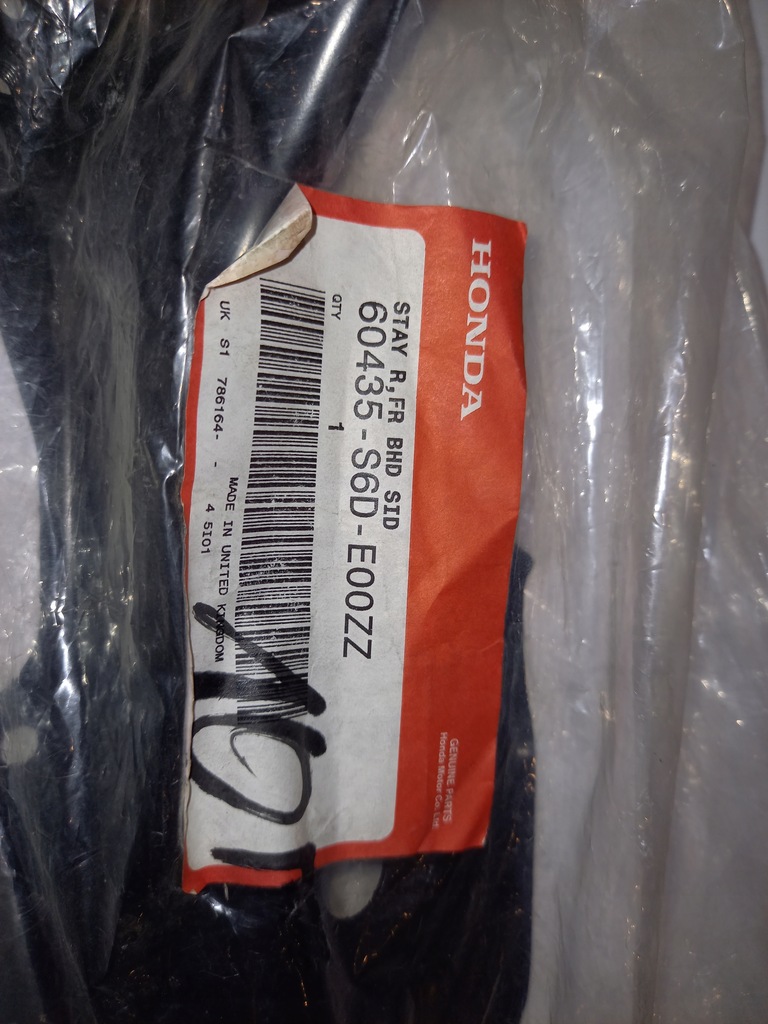 HONDA
GENUINE PARTS
Honda Motor Co., Ltd.
STAY R,FR BHD SID
60435-S6D-E00ZZ
QTY 1
MADE IN UNITED KINGDOM
UK S1 786164- - 4 5I01